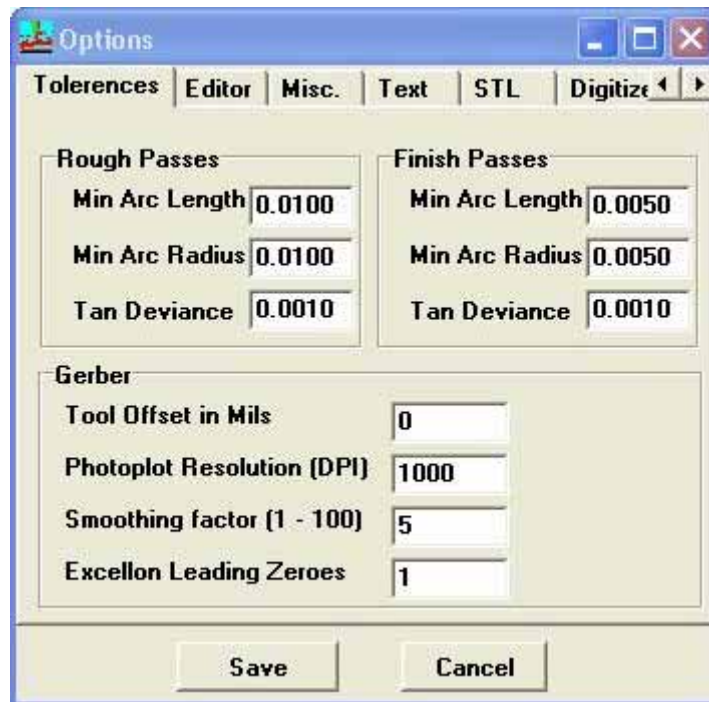 Options
Tolerences Editor Misc. Text STL Digitize
Rough Passes
Min Arc Length 0.0100
Min Arc Radius 0.0100
Tan Deviance 0.0010
Finish Passes
Min Arc Length 0.0050
Min Arc Radius 0.0050
Tan Deviance 0.0010
Gerber
Tool Offset in Mils 0
Photoplot Resolution (DPI) 1000
Smoothing factor (1 - 100) 5
Excellon Leading Zeroes 1
Save Cancel